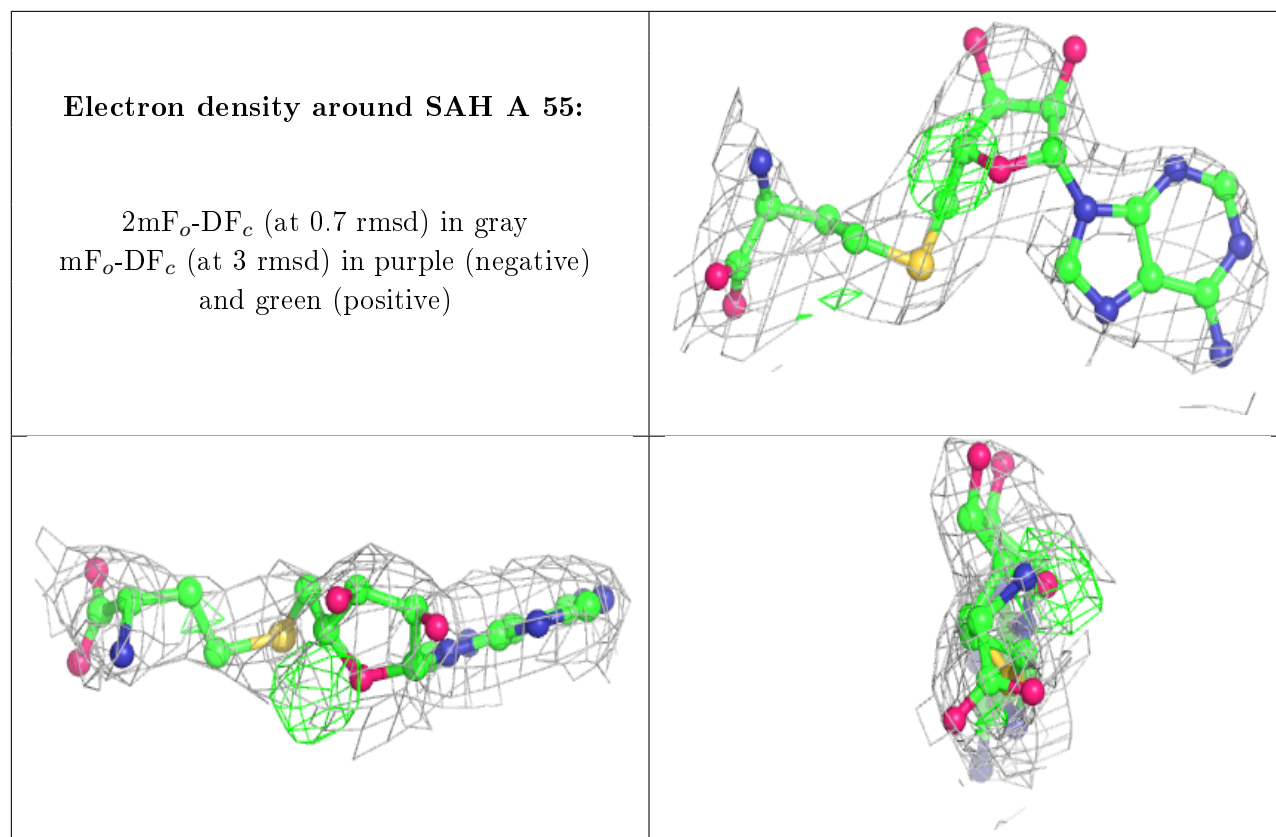 Electron density around SAH A 55:
2mFₒ-DF𝑐 (at 0.7 rmsd) in gray
mFₒ-DF𝑐 (at 3 rmsd) in purple (negative)
and green (positive)